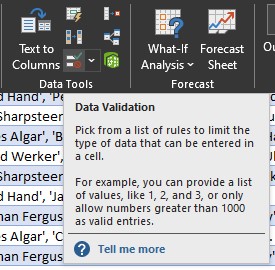 Text to
Columns
What-If
Analysis
Forecast
Sheet
Data Tools
Forecast
d Hand', 'Pe
Data Validation
Sharpsteer
Pick from a list of rules to limit the
type of data that can be entered in
a cell.
s Algar', 'B
d Werker',
Sharpsteer
For example, you can provide a list
of values, like 1, 2, and 3, or only
allow numbers greater than 1000
as valid entries.
d Hand', 'Ja
nan Fergus
s Algar', 'C
Tell me more
nan Fergus